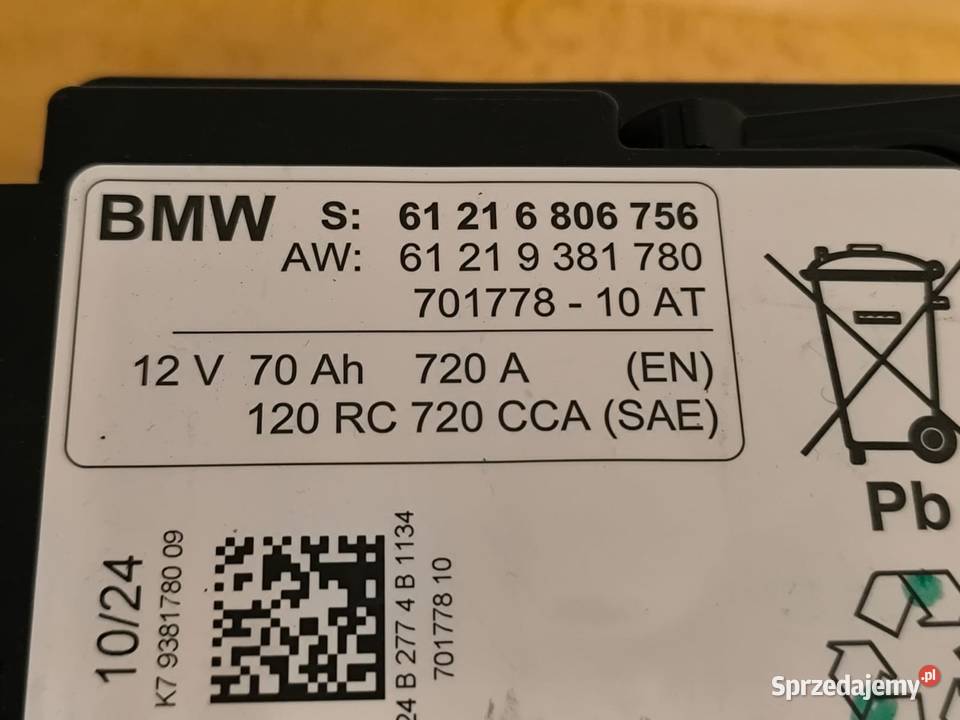 BMW S: 61 21 6 806 756
AW: 61 21 9 381 780
701778 - 10 AT
12 V 70 Ah 720 A (EN)
120 RC 720 CCA (SAE)
Pb
10/24
K7 9381780 09
24 B 2777 4 B 1134
701778 10
Sprzedajemy.pl